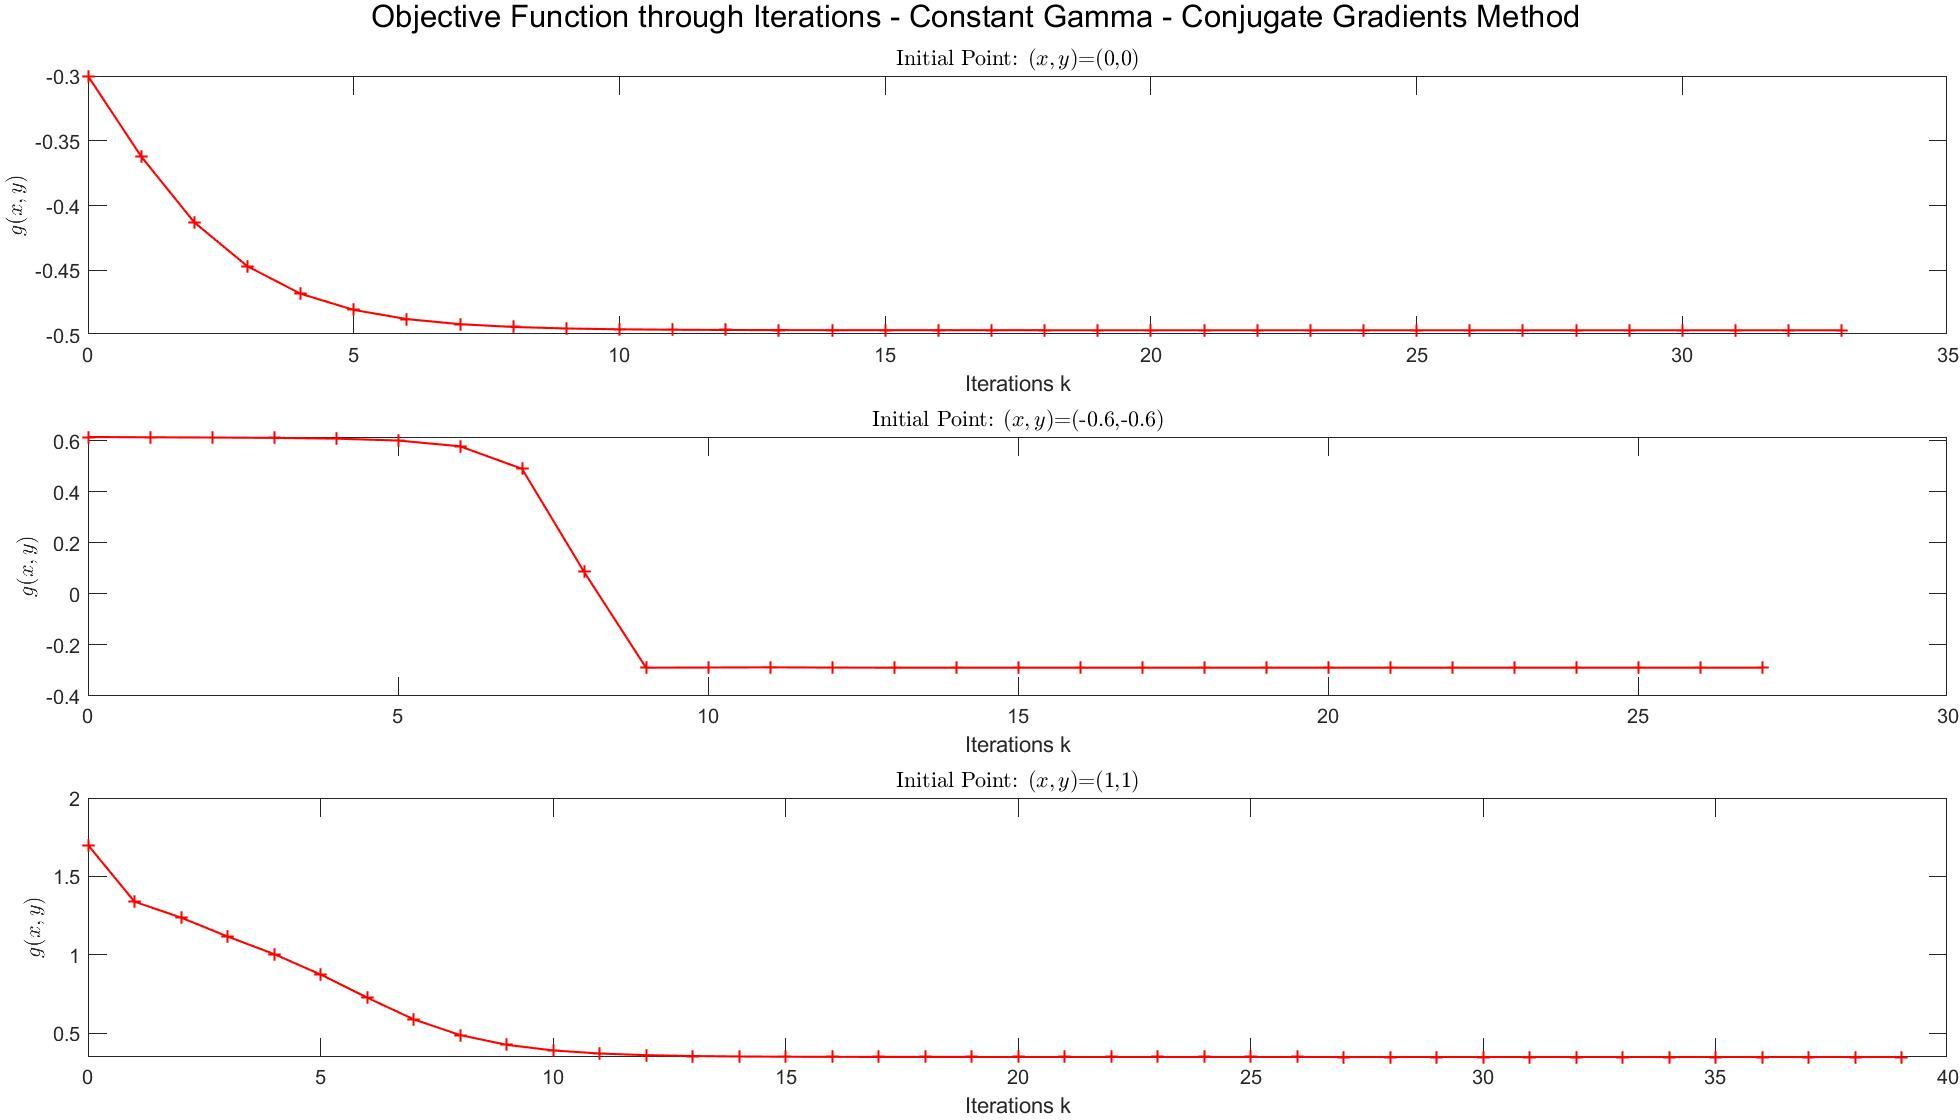 Objective Function through Iterations - Constant Gamma - Conjugate Gradients Method
Initial Point: (x, y)=(0,0)
g(x, y)
-0.3
-0.35
-0.4
-0.45
-0.5
0 5 10 15 20 25 30 35
Iterations k
Initial Point: (x, y)=(-0.6,-0.6)
g(x, y)
0.6
0.4
0.2
0
-0.2
-0.4
0 5 10 15 20 25 30
Iterations k
Initial Point: (x, y)=(1,1)
g(x, y)
2
1.5
1
0.5
0 5 10 15 20 25 30 35 40
Iterations k